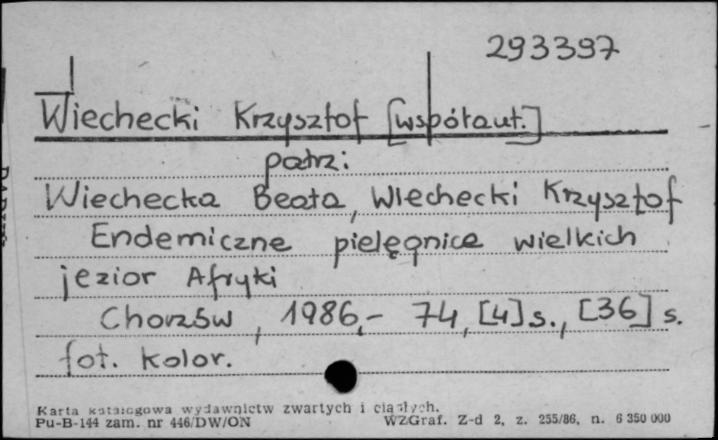 293397
Wiechecki Krzysztof [współaut.]
patrz:
Wiechecka Beata, Wiechecki Krzysztof
Endemiczne pielęgnice wielkich
jezior Afryki
Chorzów, 1986,- 74, [4] s., [36] s.
fot. kolor.
Karta katalogowa wydawnictw zwartych i ciągłych.
Pu-B-144 zam. nr 446/DW/ON WZGraf. Z-d 2, z. 255/86, n. 6 350 000